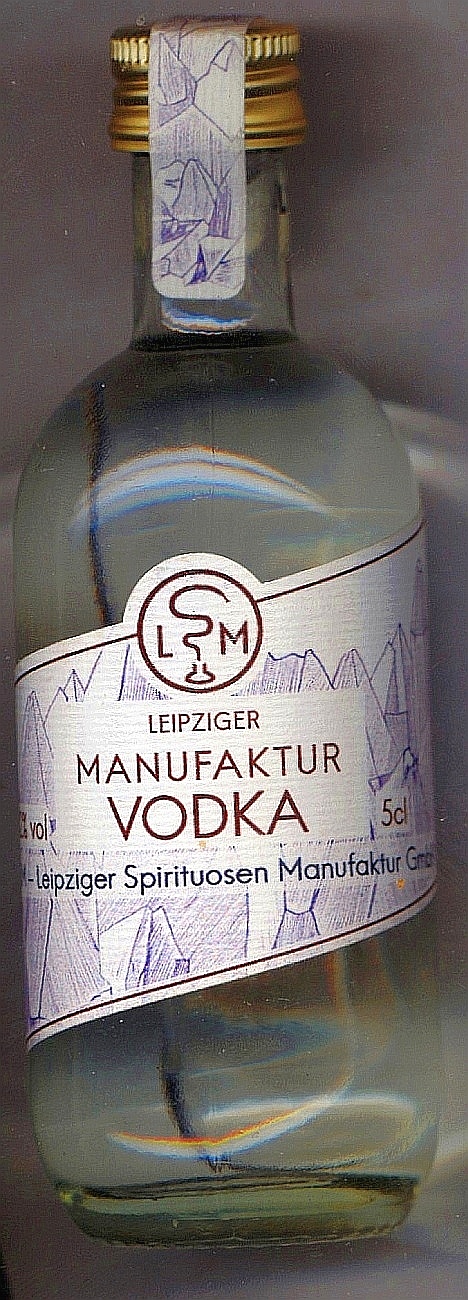 LSM
LEIPZIGER
MANUFAKTUR
VODKA
% vol
5cl
- Leipziger Spirituosen Manufaktur